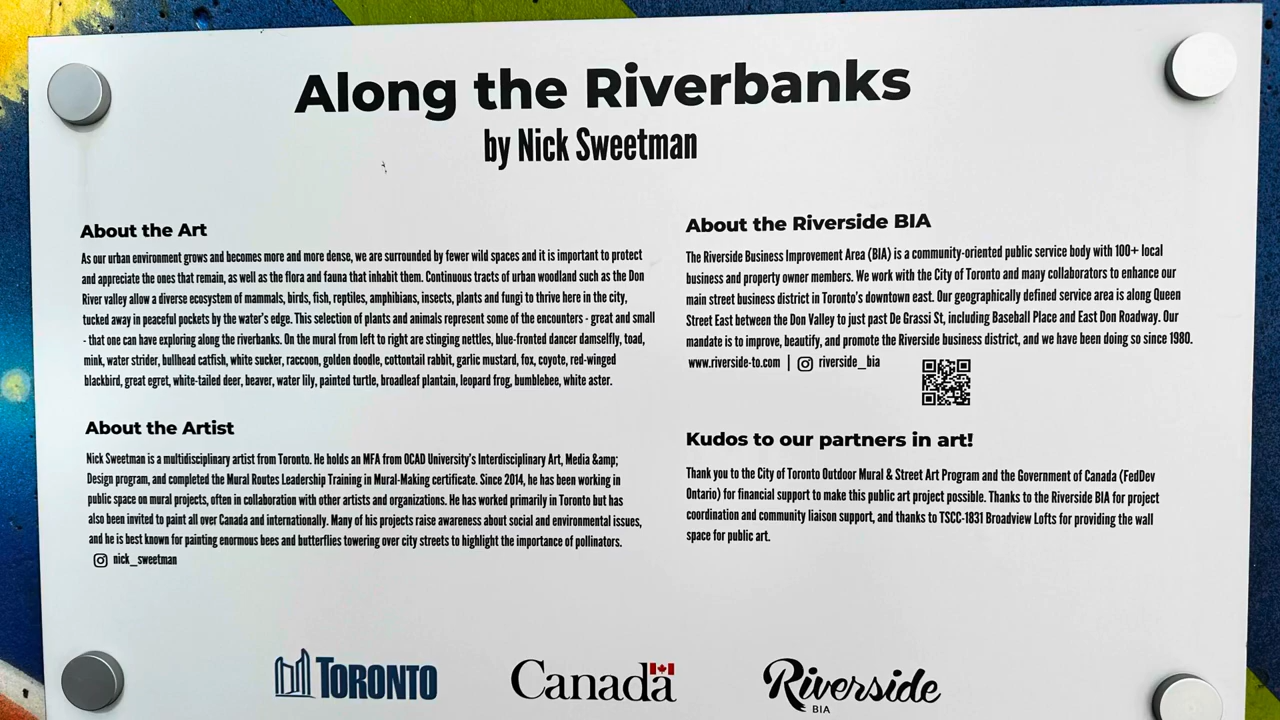 Along the Riverbanks
by Nick Sweetman
About the Art
As our urban environment grows and becomes more and more dense, we are surrounded by fewer wild spaces and it is important to protect
and appreciate the ones that remain, as well as the flora and fauna that inhabit them. Continuous tracts of urban woodland such as the Don
River valley allow a diverse ecosystem of mammals, birds, fish, reptiles, amphibians, insects, plants and fungi to thrive here in the city,
tucked away in peaceful pockets by the water's edge. This selection of plants and animals represent some of the encounters - great and small
- that one can have exploring along the riverbanks. On the mural from left to right are stinging nettles, blue-fronted dancer damselfly, toad,
mink, water strider, bullhead catfish, white sucker, raccoon, golden doodle, cottontail rabbit, garlic mustard, fox, coyote, red-winged
blackbird, great egret, white-tailed deer, beaver, water lily, painted turtle, broadleaf plantain, leopard frog, bumblebee, white aster.
About the Artist
Nick Sweetman is a multidisciplinary artist from Toronto. He holds an MFA from OCAD University's Interdisciplinary Art, Media &amp;
Design program, and completed the Mural Routes Leadership Training in Mural-Making certificate. Since 2014, he has been working in
public space on mural projects, often in collaboration with other artists and organizations. He has worked primarily in Toronto but has
also been invited to paint all over Canada and internationally. Many of his projects raise awareness about social and environmental issues,
and he is best known for painting enormous bees and butterflies towering over city streets to highlight the importance of pollinators.
nick_sweetman
About the Riverside BIA
The Riverside Business Improvement Area (BIA) is a community-oriented public service body with 100+ local
business and property owner members. We work with the City of Toronto and many collaborators to enhance our
main street business district in Toronto's downtown east. Our geographically defined service area is along Queen
Street East between the Don Valley to just past De Grassi St, including Baseball Place and East Don Roadway. Our
mandate is to improve, beautify, and promote the Riverside business district, and we have been doing so since 1980.
www.riverside-to.com | riverside_bia
Kudos to our partners in art!
Thank you to the City of Toronto Outdoor Mural & Street Art Program and the Government of Canada (FedDev
Ontario) for financial support to make this public art project possible. Thanks to the Riverside BIA for project
coordination and community liaison support, and thanks to TSCC-1831 Broadview Lofts for providing the wall
space for public art.
TORONTO
Canada
Riverside
BIA